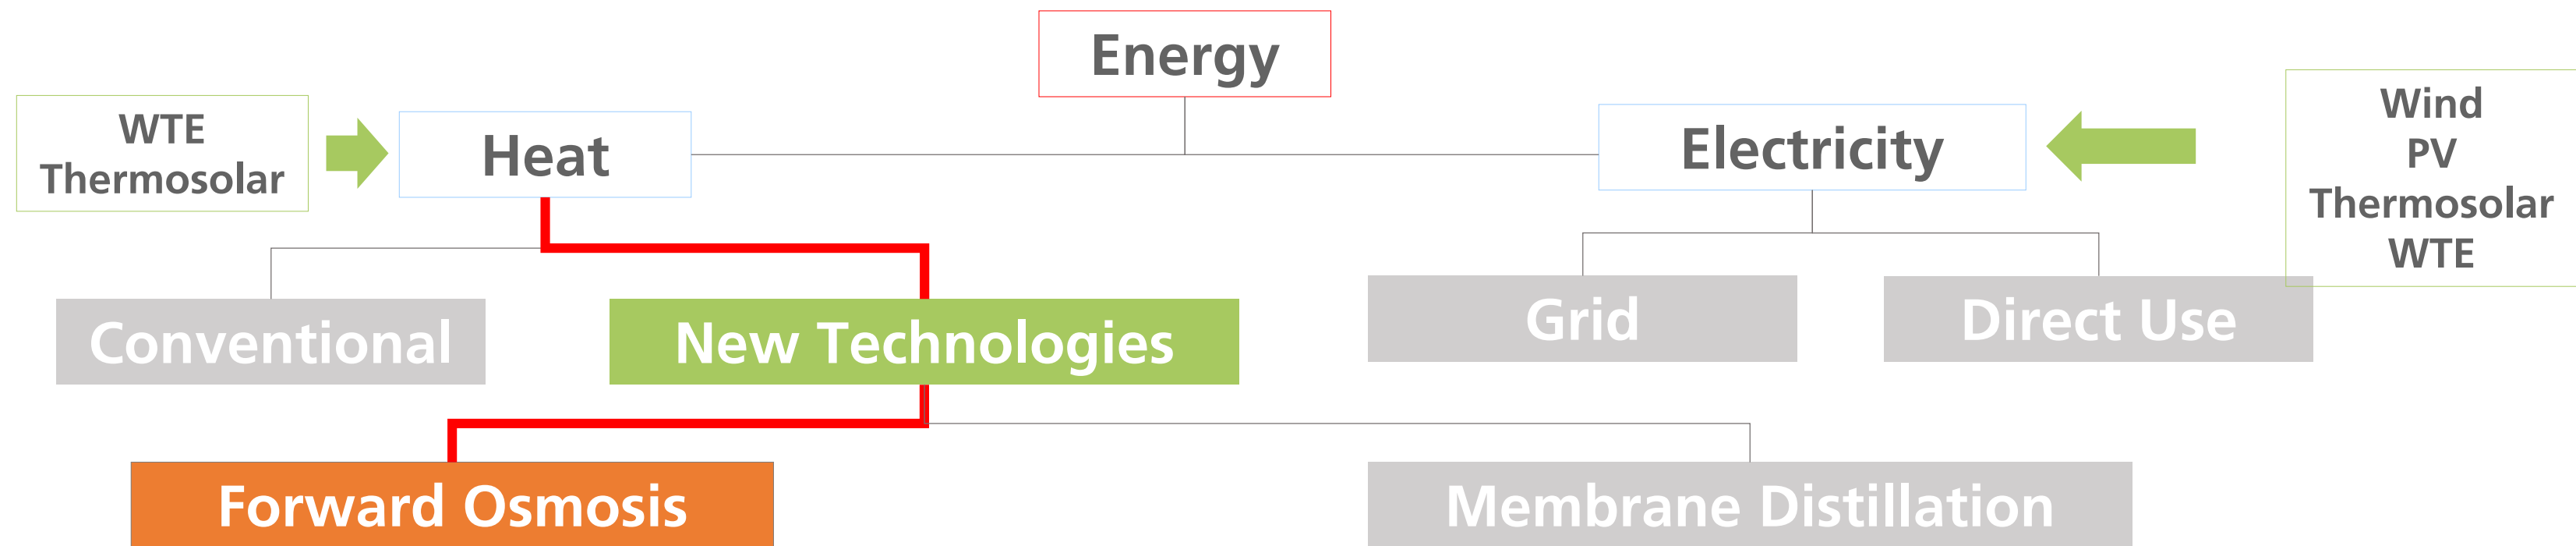 Energy
WTE
Thermosolar
Heat
Electricity
Wind
PV
Thermosolar
WTE
Conventional
New Technologies
Grid
Direct Use
Forward Osmosis
Membrane Distillation